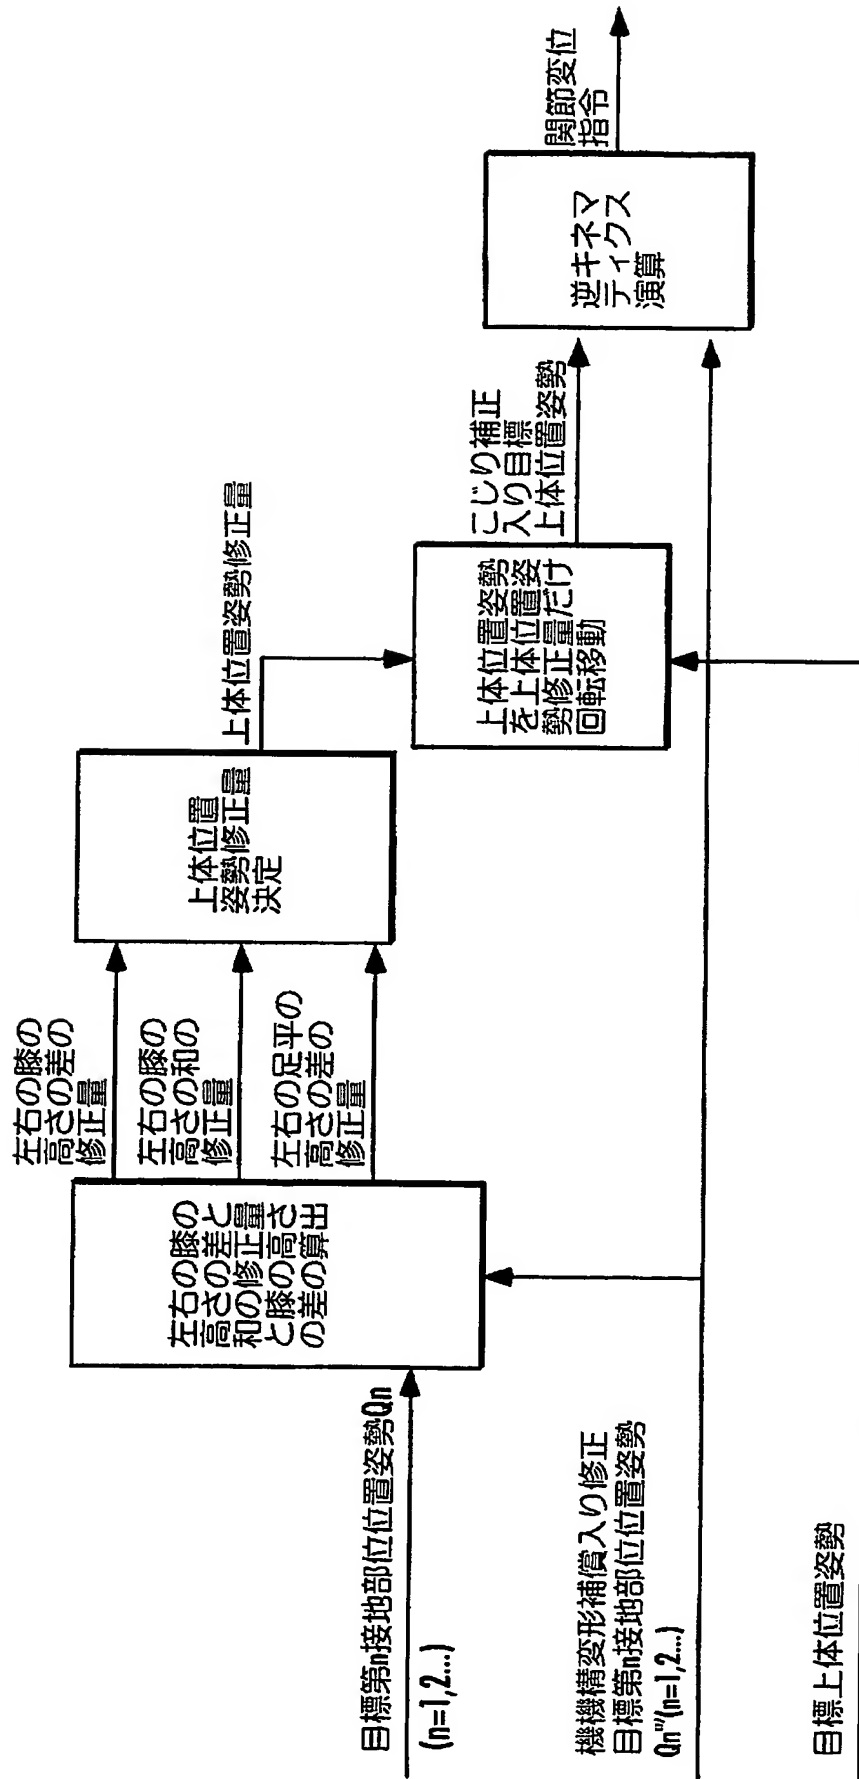 目標第n接地部位位置姿勢Qn
(n=1,2...)
機機構変形補償入り修正
目標第n接地部位位置姿勢
Qn'''(n=1,2...)
目標上体位置姿勢
左右の膝の
高さの差と
和の修正量
と膝の高さ
の差の算出
左右の膝の
高さの差の
修正量
左右の膝の
高さの和の
修正量
左右の足平の
高さの差の
修正量
上体位置
姿勢修正量
決定
上体位置姿勢修正量
上体位置姿勢
を上体位置姿
勢修正量だけ
回転移動
こじり補正
入り目標
上体位置姿勢
逆キネマ
ティクス
演算
関節変位
指令